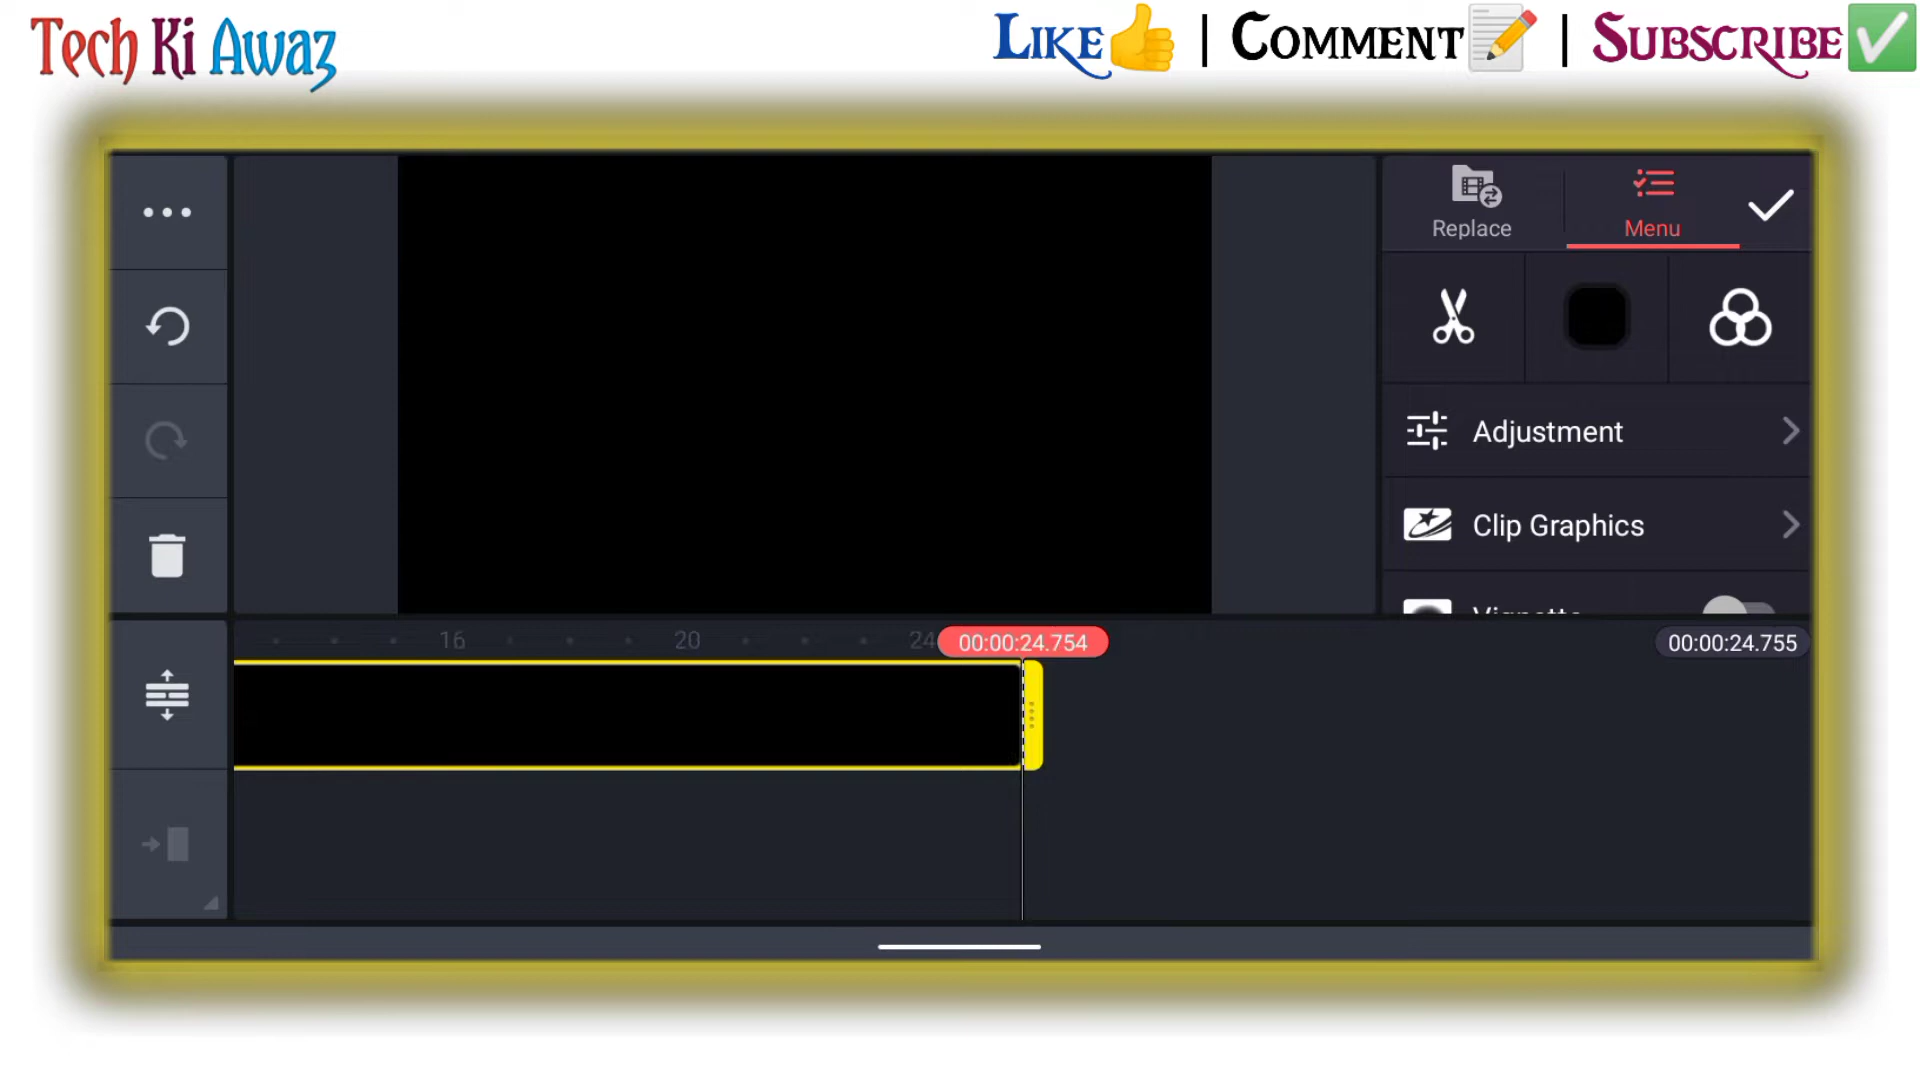 Tech Ki Awaz
LIKE👍 | COMMENT📝 | SUBSCRIBE✅
Replace
Menu
Adjustment
Clip Graphics
Vignette
16
20
24
00:00:24.754
00:00:24.755